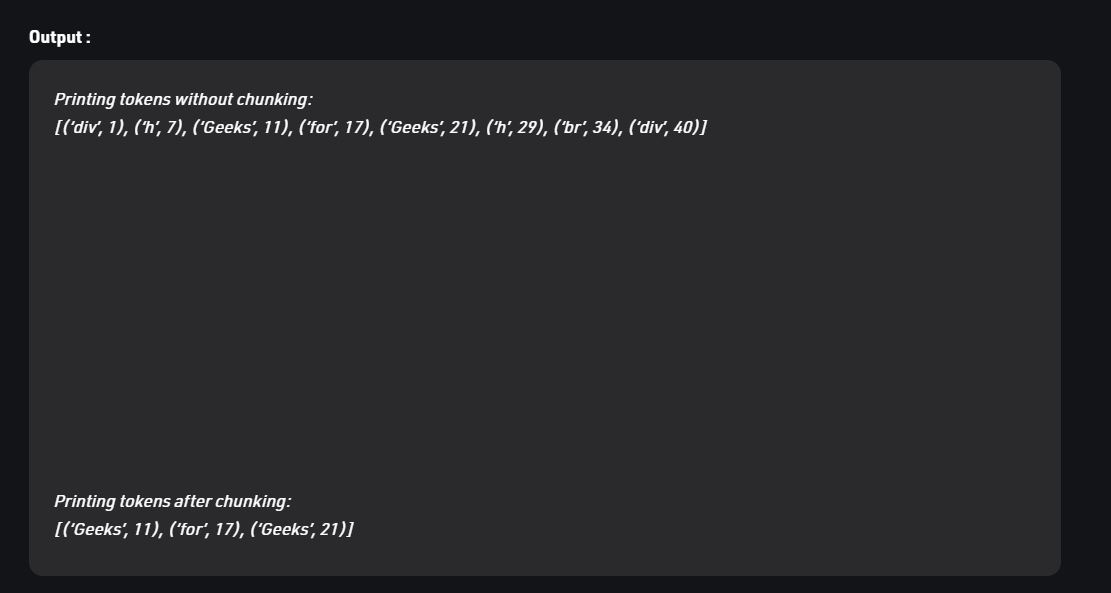 Output :
Printing tokens without chunking:
[(‘div’, 1), (‘h’, 7), (‘Geeks’, 11), (‘for’, 17), (‘Geeks’, 21), (‘h’, 29), (‘br’, 34), (‘div’, 40)]
Printing tokens after chunking:
[(‘Geeks’, 11), (‘for’, 17), (‘Geeks’, 21)]